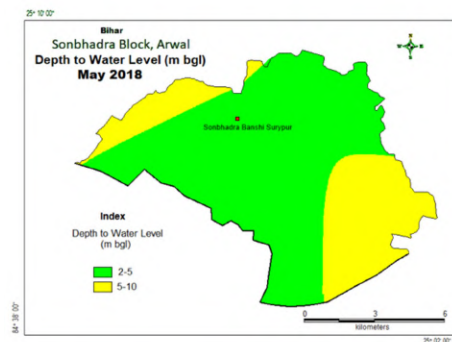 25° 10' 00"
Bihar
Sonbhadra Block, Arwal
Depth to Water Level (m bgl)
May 2018
Sonbhadra Banshi Surypur
Index
Depth to Water Level
(m bgl)
2-5
5-10
0 3 6
kilometers
84° 38' 00"